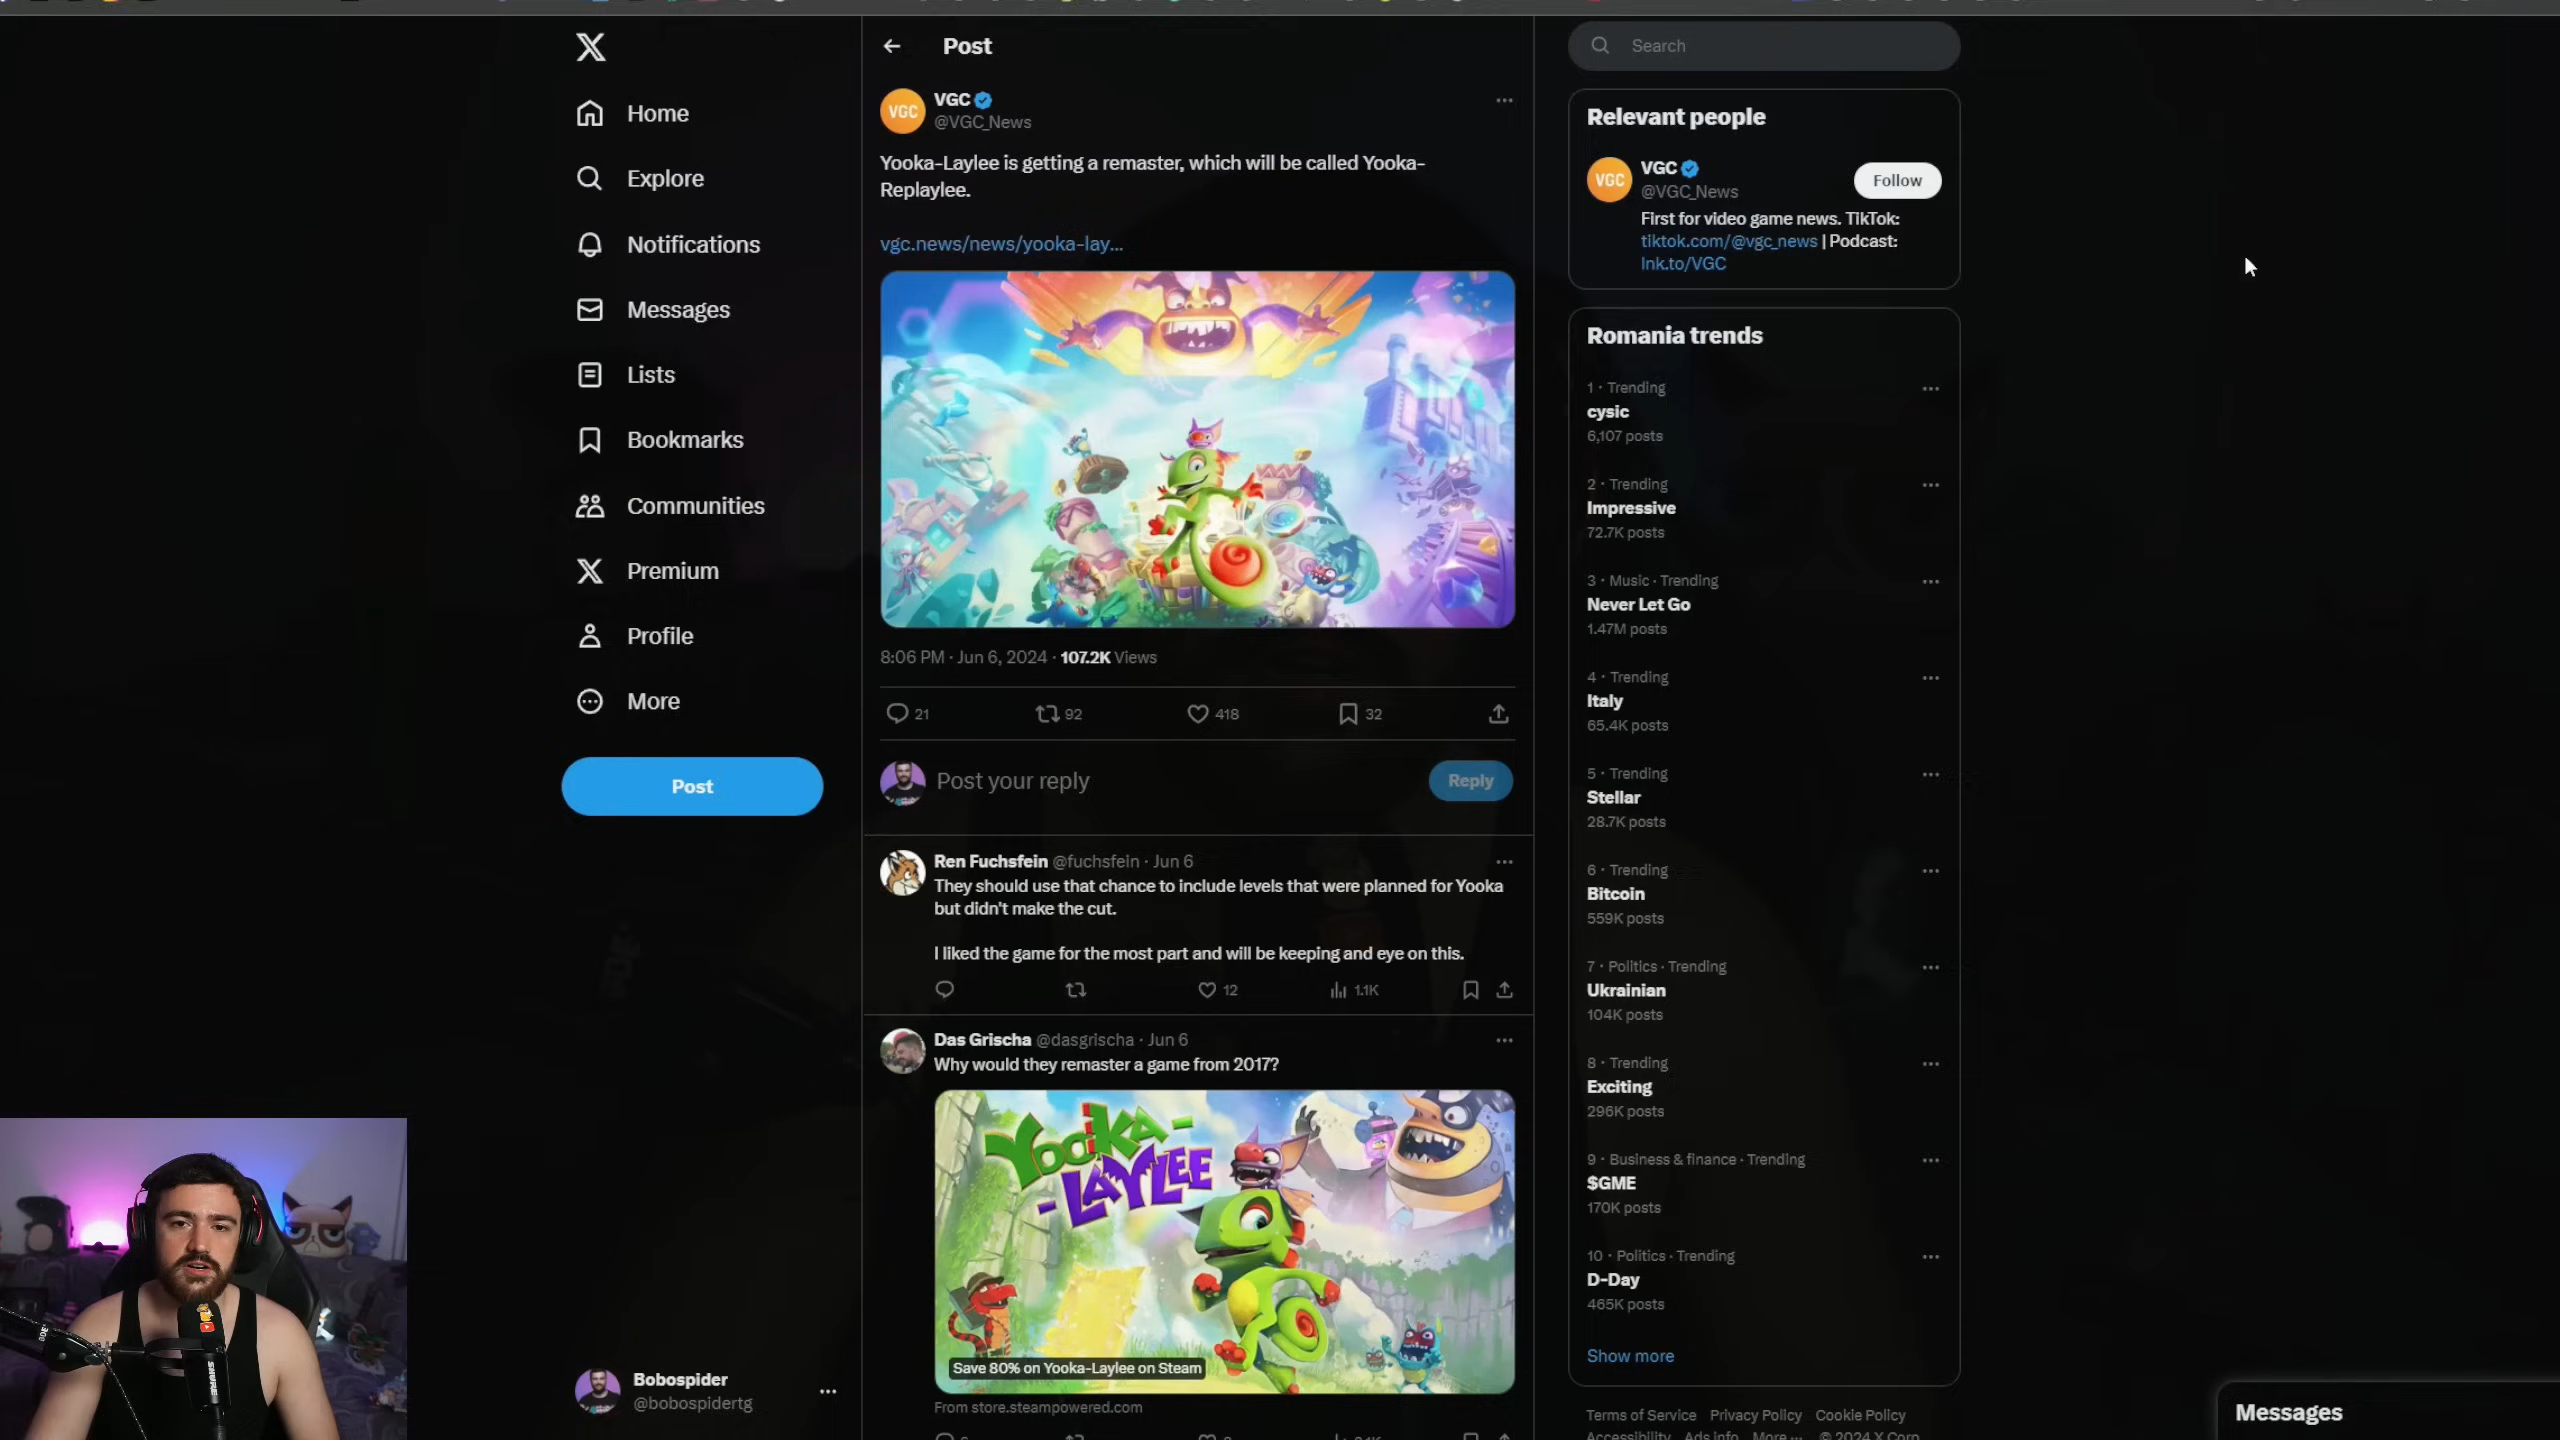 Home
Explore
Notifications
Messages
Lists
Bookmarks
Communities
Premium
Profile
More
Post
Bobospider
@bobospidertg
Post
VGC
VGC
@VGC_News
Yooka-Laylee is getting a remaster, which will be called Yooka-
Replaylee.
vgc.news/news/yooka-lay...
8:06 PM · Jun 6, 2024 · 107.2K Views
21
92
418
32
Post your reply
Reply
Ren Fuchsfein @fuchsfein · Jun 6
They should use that chance to include levels that were planned for Yooka
but didn't make the cut.
I liked the game for the most part and will be keeping and eye on this.
12
1.1K
Das Grischa @dasgrischa · Jun 6
Why would they remaster a game from 2017?
YOOKA-
-LAYLEE
Save 80% on Yooka-Laylee on Steam
From store.steampowered.com
Search
Relevant people
VGC
VGC
@VGC_News
Follow
First for video game news. TikTok:
tiktok.com/@vgc_news | Podcast:
lnk.to/VGC
Romania trends
1 · Trending
cysic
6,107 posts
2 · Trending
Impressive
72.7K posts
3 · Music · Trending
Never Let Go
1.47M posts
4 · Trending
Italy
65.4K posts
5 · Trending
Stellar
28.7K posts
6 · Trending
Bitcoin
559K posts
7 · Politics · Trending
Ukrainian
104K posts
8 · Trending
Exciting
296K posts
9 · Business & finance · Trending
$GME
170K posts
10 · Politics · Trending
D-Day
465K posts
Show more
Terms of Service Privacy Policy Cookie Policy
Accessibility Ads info More ... © 2024 X Corp.
Messages
SHURE